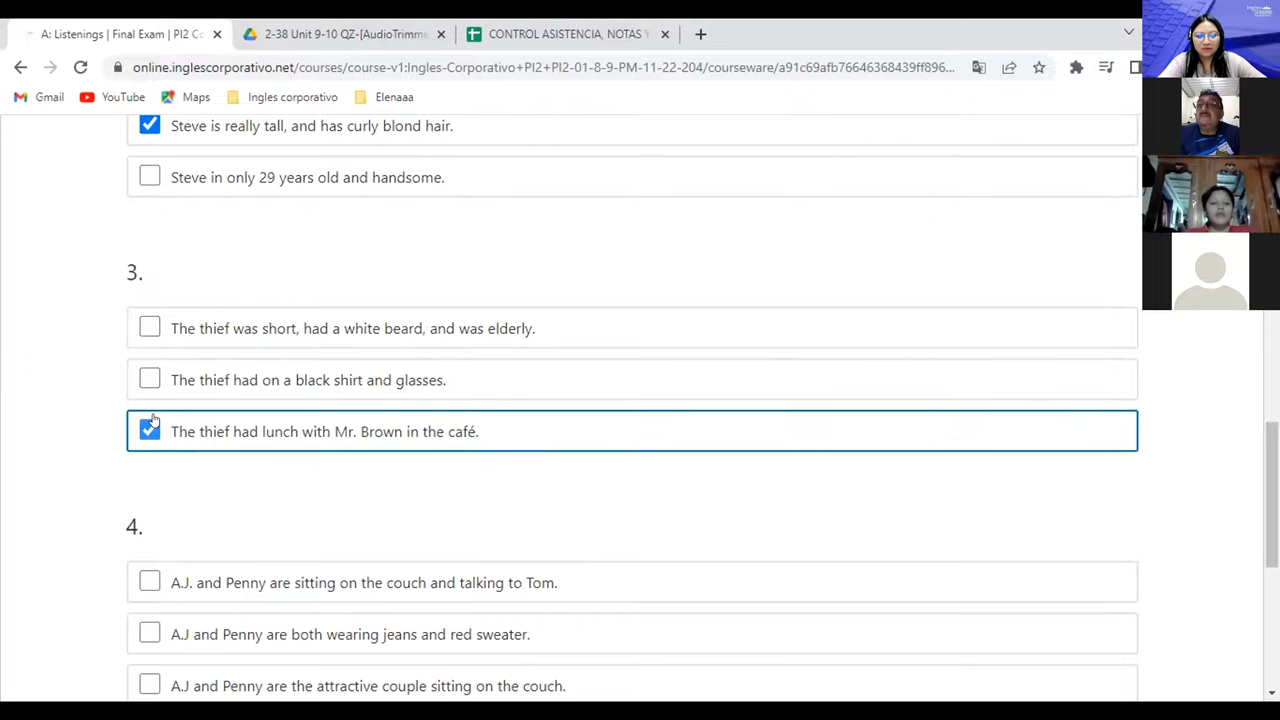 A: Listenings | Final Exam | PI2 Co
2-38 Unit 9-10 QZ-[AudioTrimme
CONTROL ASISTENCIA, NOTAS Y
online.inglescorporativo.net/courses/course-v1:Ingles-Corporativo+PI2+PI2-01-8-9-PM-11-22-204/courseware/a91c69afb76646368439ff896...
Gmail
YouTube
Maps
Ingles corporativo
Elenaaa
Steve is really tall, and has curly blond hair.
Steve in only 29 years old and handsome.
3.
The thief was short, had a white beard, and was elderly.
The thief had on a black shirt and glasses.
The thief had lunch with Mr. Brown in the café.
4.
A.J. and Penny are sitting on the couch and talking to Tom.
A.J and Penny are both wearing jeans and red sweater.
A.J and Penny are the attractive couple sitting on the couch.